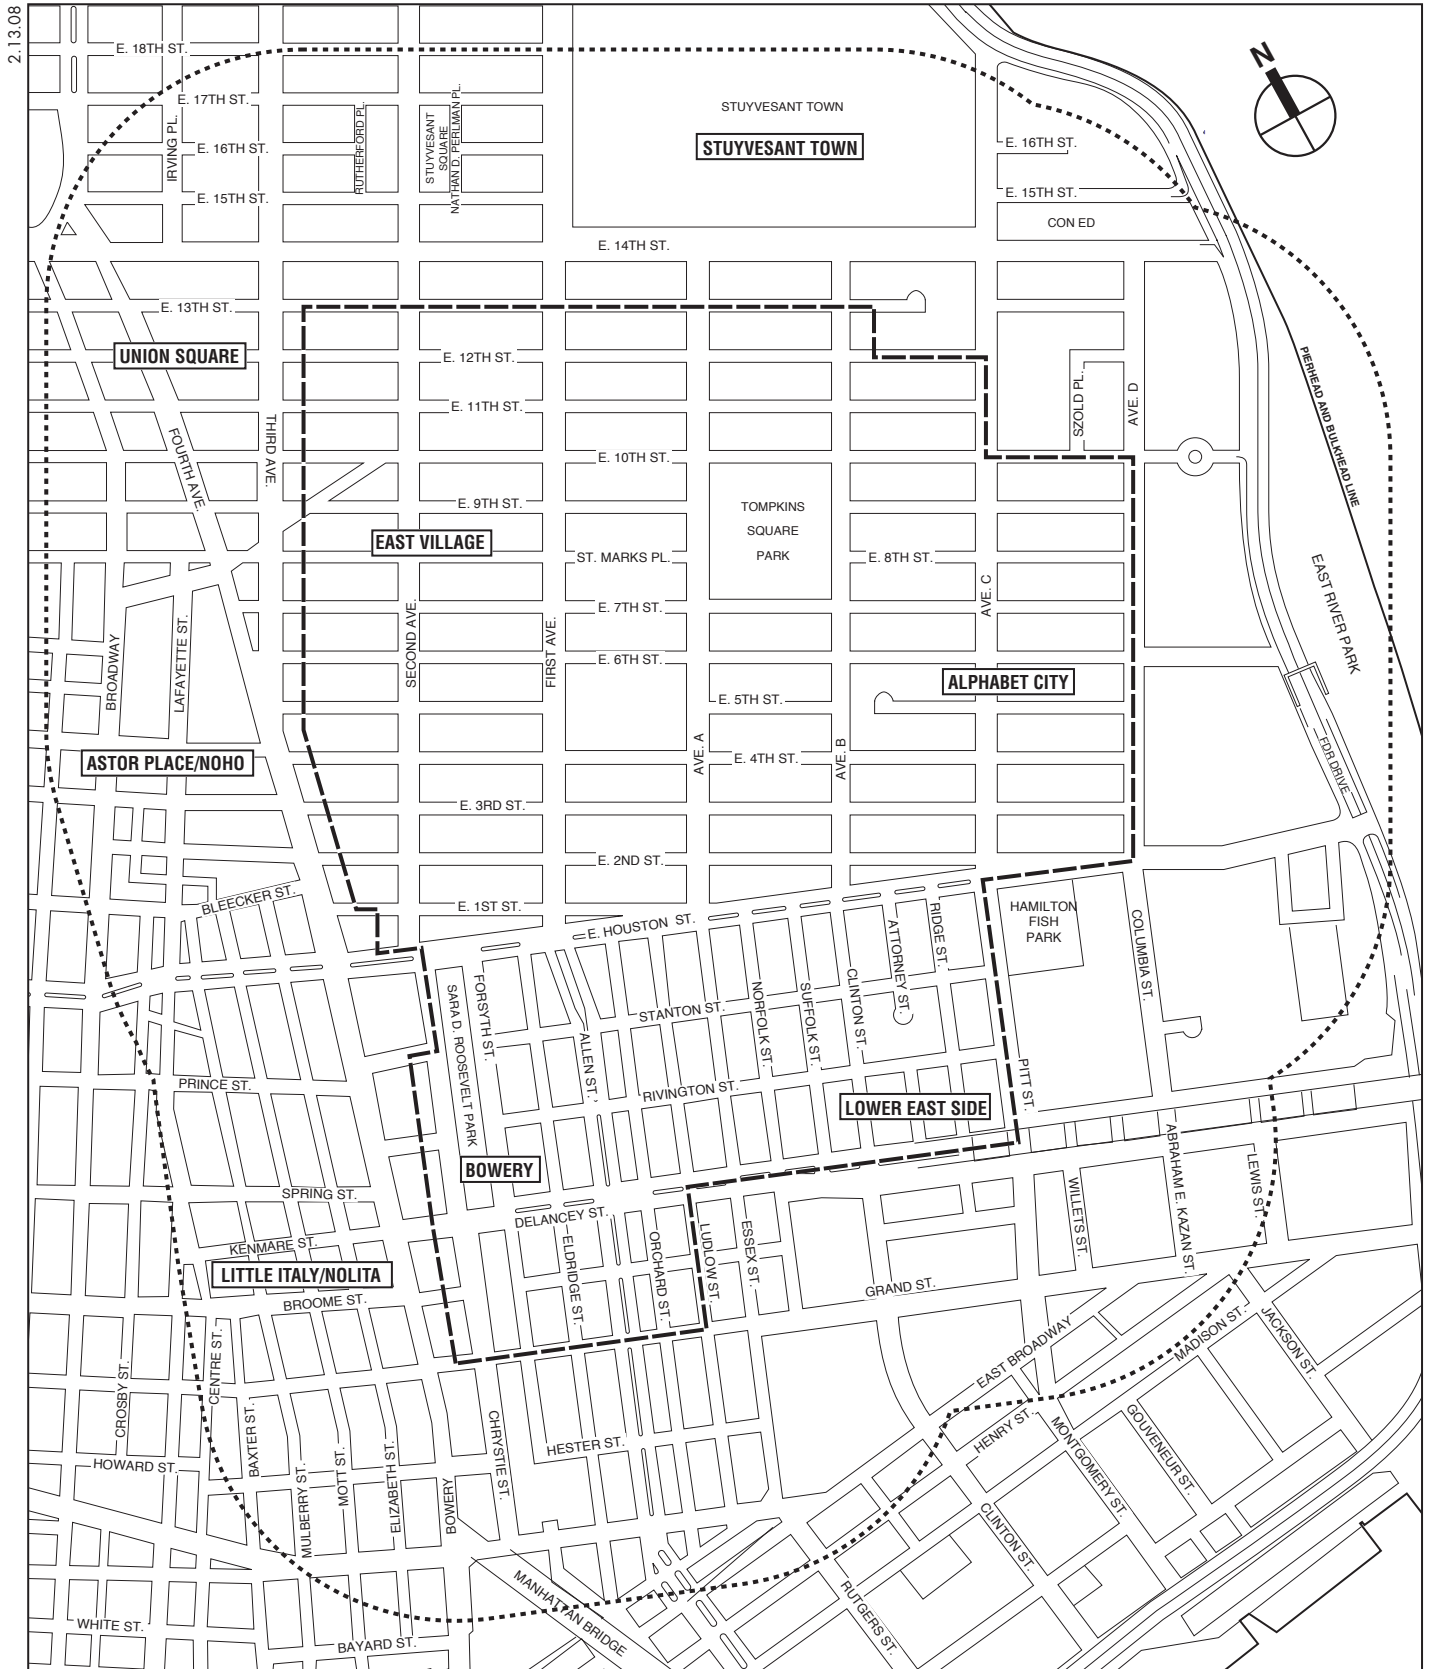 2.13.08
E. 18TH ST.
E. 17TH ST.
IRVING PL.
E. 16TH ST.
E. 15TH ST.
RUTHERFORD PL.
STUYVESANT
SQUARE
NATHAN D. PERLMAN PL.
STUYVESANT TOWN
STUYVESANT TOWN
E. 16TH ST.
E. 15TH ST.
CON ED
N
E. 14TH ST.
E. 13TH ST.
UNION SQUARE
E. 12TH ST.
E. 11TH ST.
THIRD AVE.
FOURTH AVE.
E. 10TH ST.
E. 9TH ST.
SZOLD PL.
AVE. D
PIERHEAD AND BULKHEAD LINE
EAST VILLAGE
TOMPKINS
SQUARE
PARK
ST. MARKS PL.
E. 8TH ST.
AVE. C
EAST RIVER PARK
E. 7TH ST.
SECOND AVE.
FIRST AVE.
BROADWAY
LAFAYETTE ST.
E. 6TH ST.
ALPHABET CITY
E. 5TH ST.
AVE. A
AVE. B
E. 4TH ST.
ASTOR PLACE/NOHO
FDR DRIVE
E. 3RD ST.
E. 2ND ST.
BLEECKER ST.
E. 1ST ST.
E. HOUSTON ST.
HAMILTON
FISH
PARK
RIDGE ST.
ATTORNEY ST.
COLUMBIA ST.
SARA D. ROOSEVELT PARK
FORSYTH ST.
STANTON ST.
NORFOLK ST.
SUFFOLK ST.
CLINTON ST.
ALLEN ST.
PRINCE ST.
RIVINGTON ST.
PITT ST.
LOWER EAST SIDE
BOWERY
ABRAHAM E. KAZAN ST.
LEWIS ST.
WILLETS ST.
SPRING ST.
DELANCEY ST.
KENMARE ST.
ELDRIDGE ST.
ORCHARD ST.
LUDLOW ST.
ESSEX ST.
LITTLE ITALY/NOLITA
BROOME ST.
GRAND ST.
EAST BROADWAY
MADISON ST.
JACKSON ST.
CROSBY ST.
CENTRE ST.
BAXTER ST.
HOWARD ST.
MULBERRY ST.
MOTT ST.
ELIZABETH ST.
BOWERY
CHRYSTIE ST.
HESTER ST.
HENRY ST.
MONTGOMERY ST.
GOUVENEUR ST.
CLINTON ST.
MANHATTAN BRIDGE
RUTGERS ST.
WHITE ST.
BAYARD ST.